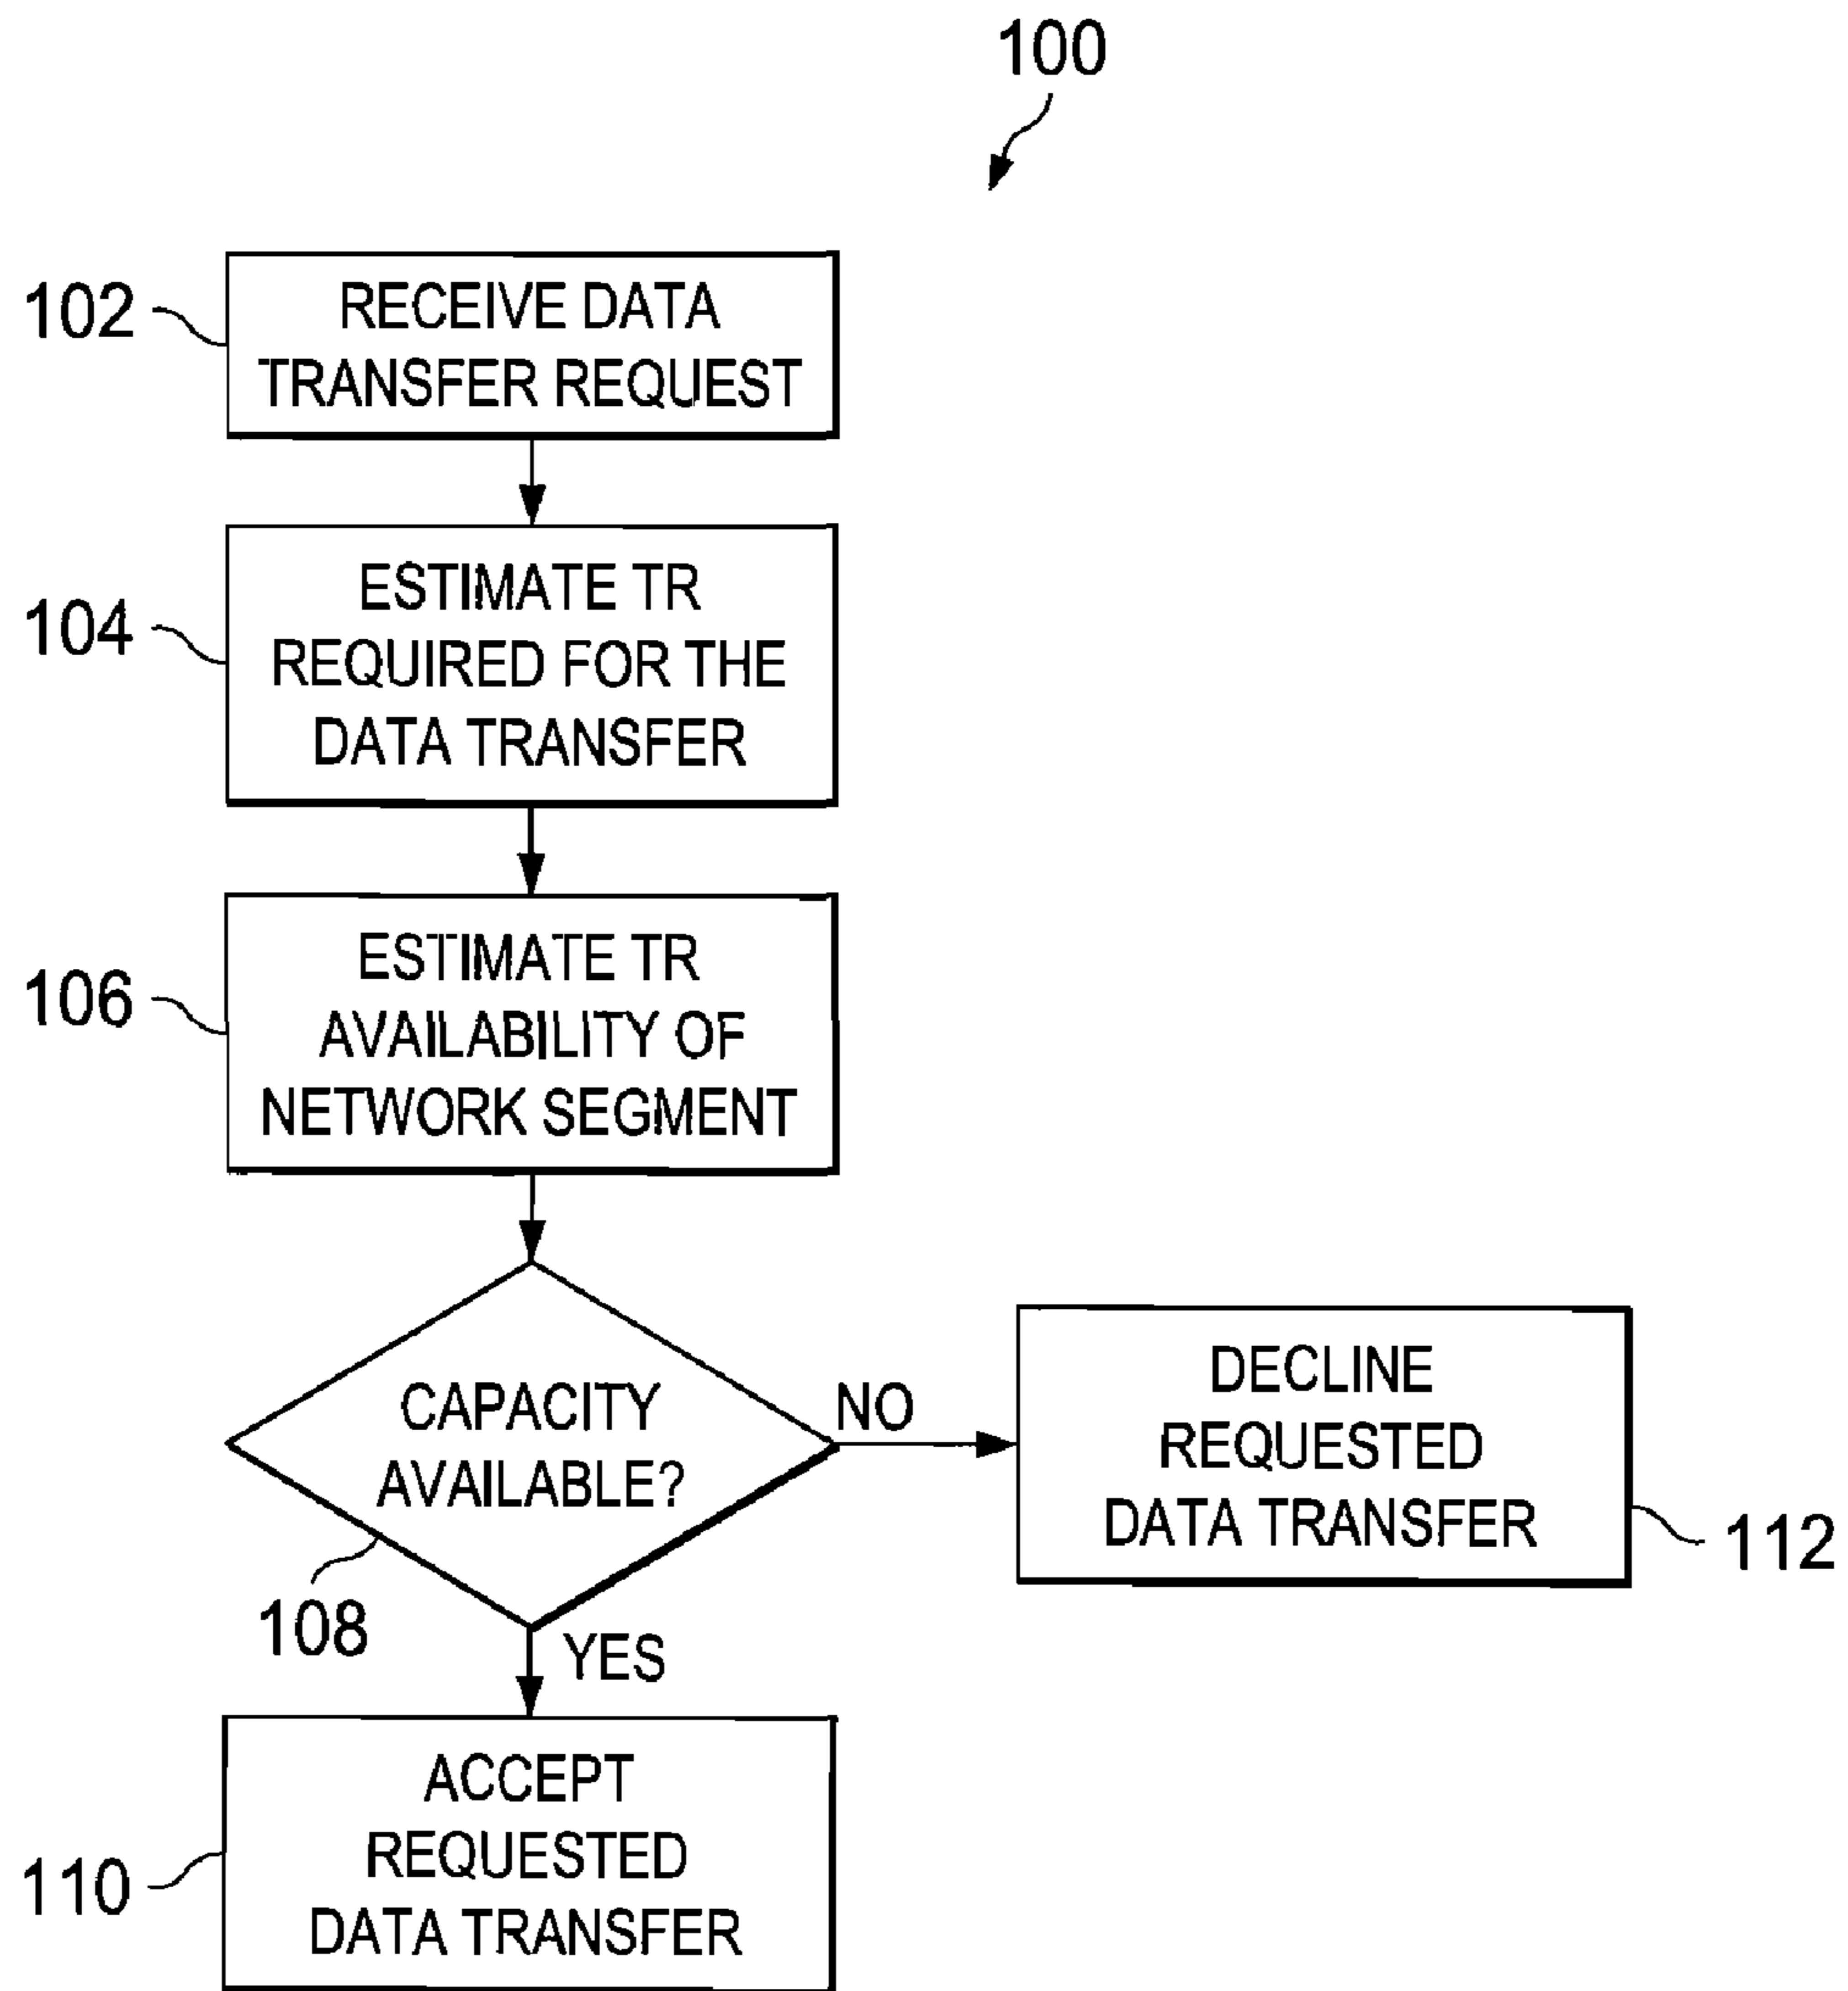 100
102
RECEIVE DATA
TRANSFER REQUEST
104
ESTIMATE TR
REQUIRED FOR THE
DATA TRANSFER
106
ESTIMATE TR
AVAILABILITY OF
NETWORK SEGMENT
CAPACITY
AVAILABLE?
108
NO
DECLINE
REQUESTED
DATA TRANSFER
112
YES
110
ACCEPT
REQUESTED
DATA TRANSFER